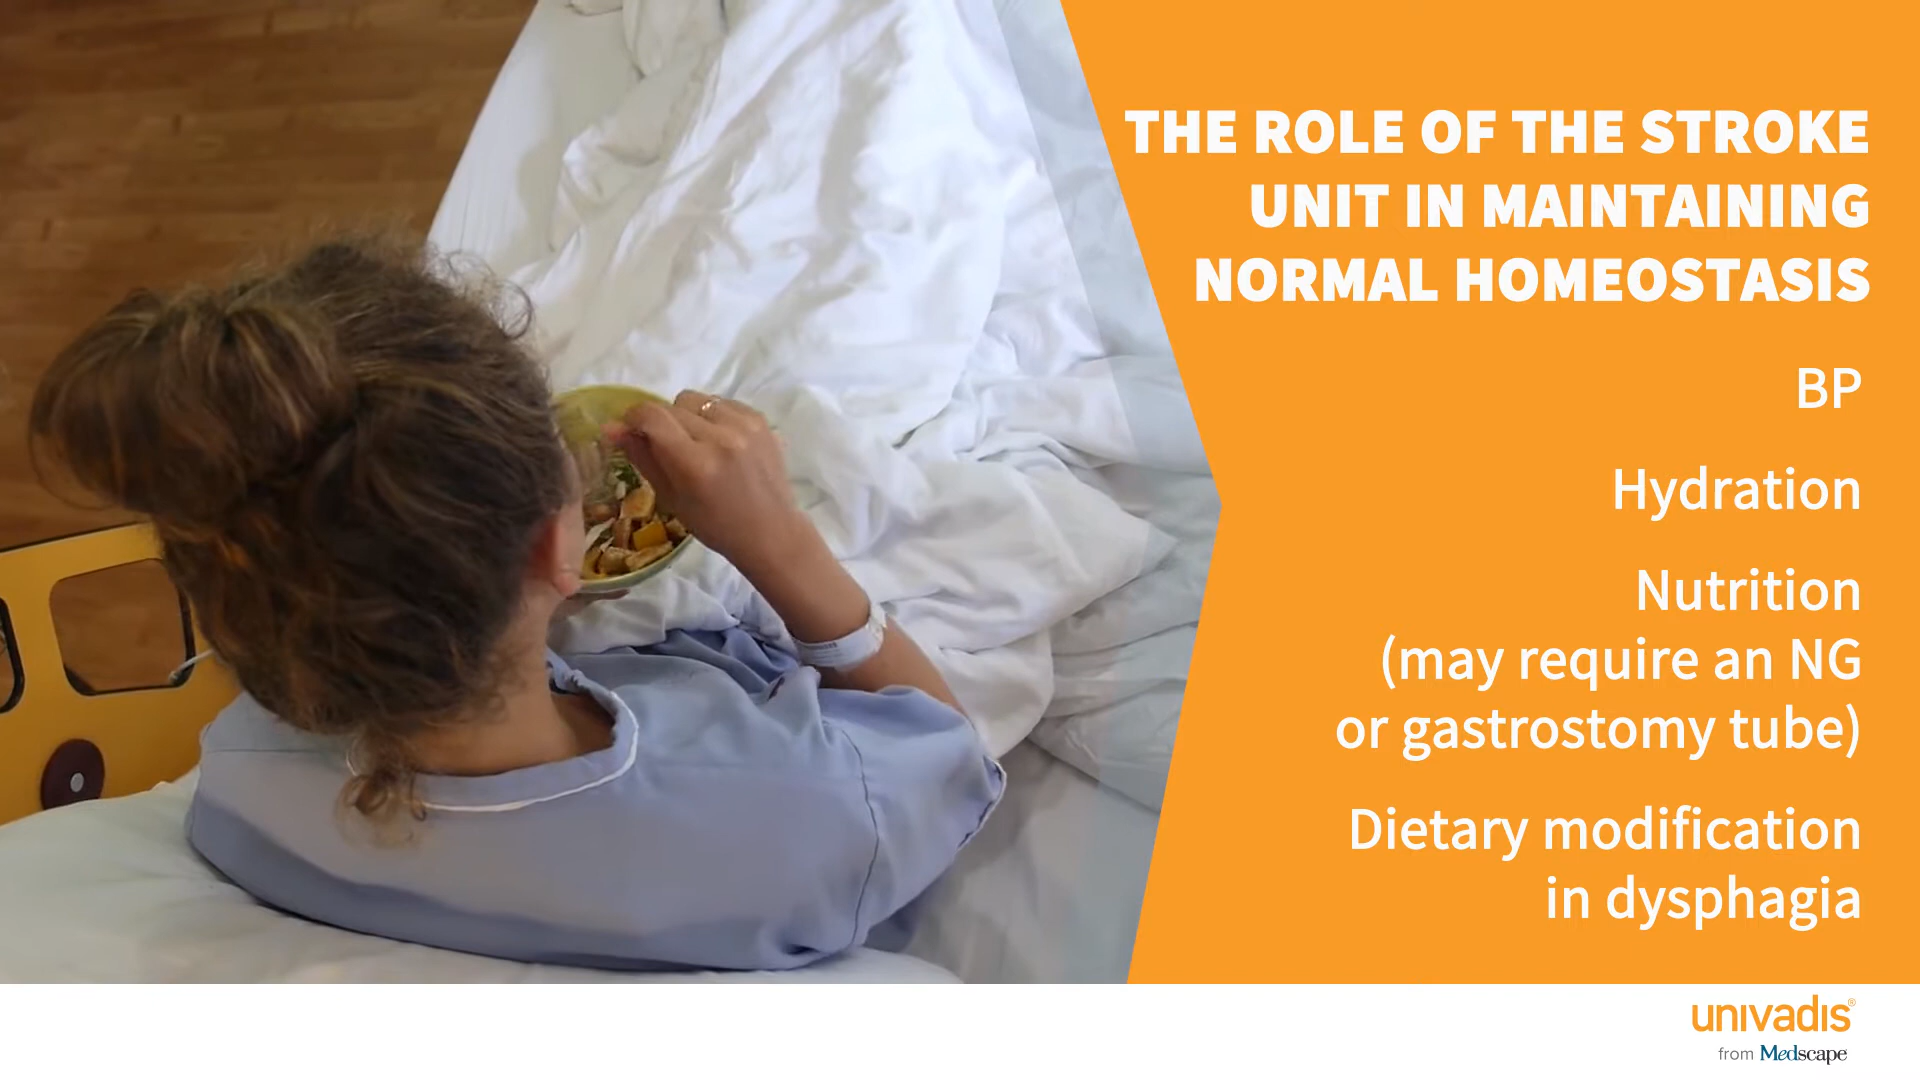 THE ROLE OF THE STROKE
UNIT IN MAINTAINING
NORMAL HOMEOSTASIS
BP
Hydration
Nutrition
(may require an NG
or gastrostomy tube)
Dietary modification
in dysphagia
univadis®
from Medscape